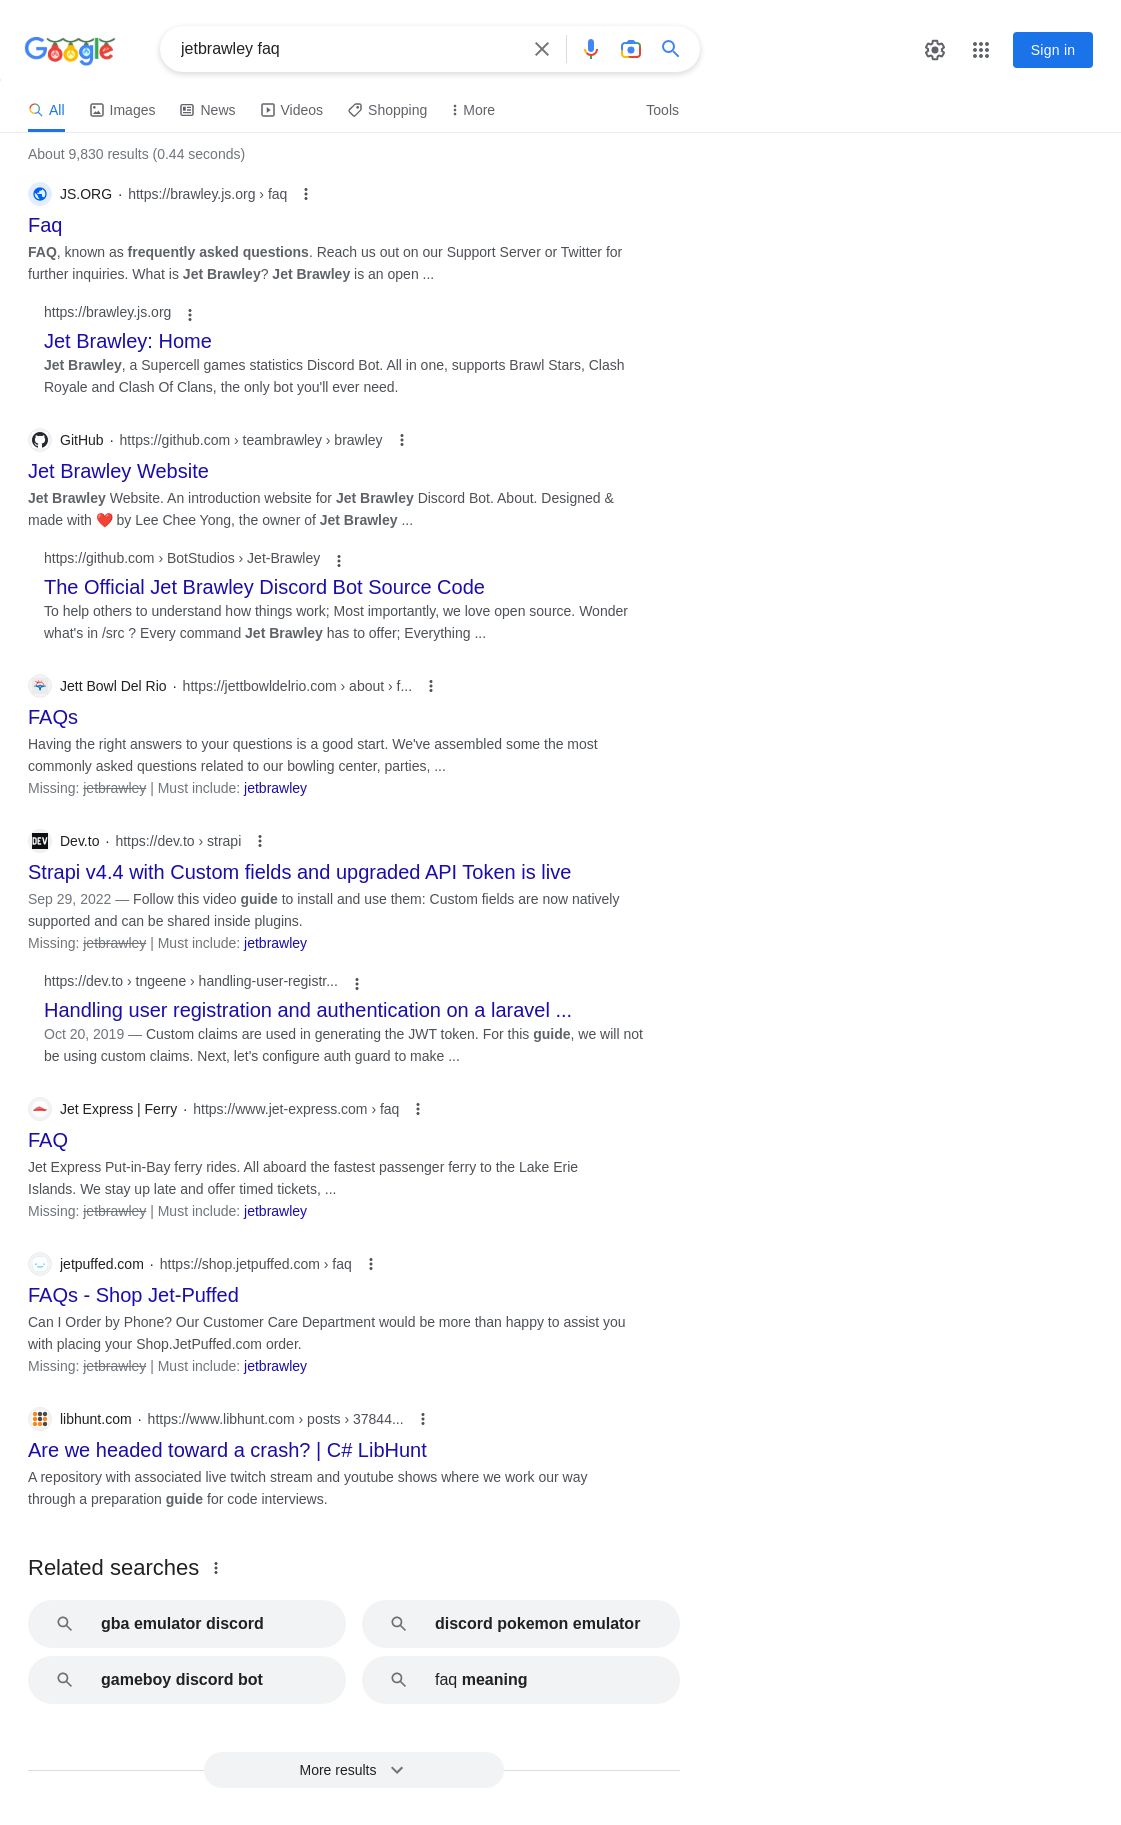 Google
jetbrawley faq
Sign in
All
Images
News
Videos
Shopping
More
Tools
About 9,830 results (0.44 seconds)
JS.ORG · https://brawley.js.org › faq
Faq
FAQ, known as frequently asked questions. Reach us out on our Support Server or Twitter for
further inquiries. What is Jet Brawley? Jet Brawley is an open ...
https://brawley.js.org
Jet Brawley: Home
Jet Brawley, a Supercell games statistics Discord Bot. All in one, supports Brawl Stars, Clash
Royale and Clash Of Clans, the only bot you'll ever need.
GitHub · https://github.com › teambrawley › brawley
Jet Brawley Website
Jet Brawley Website. An introduction website for Jet Brawley Discord Bot. About. Designed &
made with ❤️ by Lee Chee Yong, the owner of Jet Brawley ...
https://github.com › BotStudios › Jet-Brawley
The Official Jet Brawley Discord Bot Source Code
To help others to understand how things work; Most importantly, we love open source. Wonder
what's in /src ? Every command Jet Brawley has to offer; Everything ...
Jett Bowl Del Rio · https://jettbowldelrio.com › about › f...
FAQs
Having the right answers to your questions is a good start. We've assembled some the most
commonly asked questions related to our bowling center, parties, ...
Missing: jetbrawley | Must include: jetbrawley
DEV
Dev.to · https://dev.to › strapi
Strapi v4.4 with Custom fields and upgraded API Token is live
Sep 29, 2022 — Follow this video guide to install and use them: Custom fields are now natively
supported and can be shared inside plugins.
Missing: jetbrawley | Must include: jetbrawley
https://dev.to › tngeene › handling-user-registr...
Handling user registration and authentication on a laravel ...
Oct 20, 2019 — Custom claims are used in generating the JWT token. For this guide, we will not
be using custom claims. Next, let's configure auth guard to make ...
Jet Express | Ferry · https://www.jet-express.com › faq
FAQ
Jet Express Put-in-Bay ferry rides. All aboard the fastest passenger ferry to the Lake Erie
Islands. We stay up late and offer timed tickets, ...
Missing: jetbrawley | Must include: jetbrawley
jetpuffed.com · https://shop.jetpuffed.com › faq
FAQs - Shop Jet-Puffed
Can I Order by Phone? Our Customer Care Department would be more than happy to assist you
with placing your Shop.JetPuffed.com order.
Missing: jetbrawley | Must include: jetbrawley
libhunt.com · https://www.libhunt.com › posts › 37844...
Are we headed toward a crash? | C# LibHunt
A repository with associated live twitch stream and youtube shows where we work our way
through a preparation guide for code interviews.
Related searches
gba emulator discord
discord pokemon emulator
gameboy discord bot
faq meaning
More results